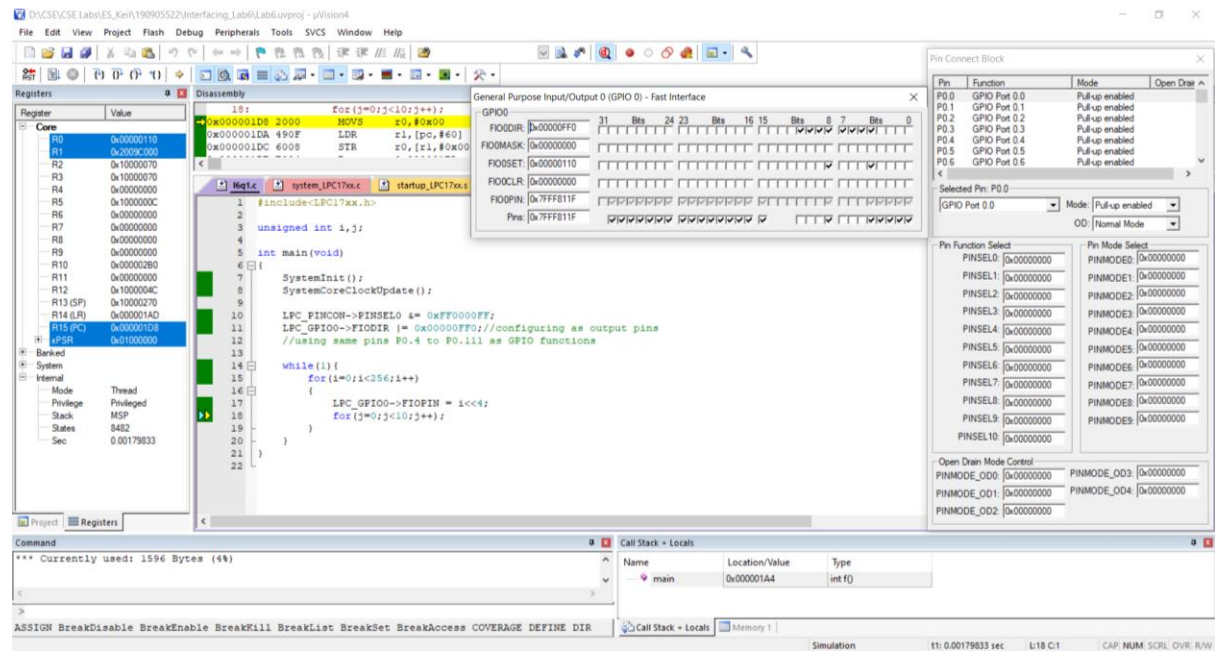 D:\CSE\CSE Labs\ES_Keil\190905522\Interfacing_Lab6\Lab6.uvproj - µVision4
File Edit View Project Flash Debug Peripherals Tools SVCS Window Help
Registers
Register Value
Core
R0 0x00000110
R1 0x2009C000
R2 0x10000070
R3 0x10000070
R4 0x00000000
R5 0x1000000C
R6 0x00000000
R7 0x00000000
R8 0x00000000
R9 0x00000000
R10 0x000002B0
R11 0x00000000
R12 0x1000004C
R13 (SP) 0x10000270
R14 (LR) 0x000001AD
R15 (PC) 0x000001D8
xPSR 0x01000000
Banked
System
Internal
Mode Thread
Privilege Privileged
Stack MSP
States 8482
Sec 0.00179833
Project Registers
Disassembly
18: for(j=0;j<10;j++);
0x000001D8 2000 MOVS r0,#0x00
0x000001DA 490F LDR r1,[pc,#60]
0x000001DC 6008 STR r0,[r1,#0x00
l6q1.c system_LPC17xx.c startup_LPC17xx.s
1 #include<LPC17xx.h>
2
3 unsigned int i,j;
4
5 int main(void)
6 {
7 SystemInit();
8 SystemCoreClockUpdate();
9
10 LPC_PINCON->PINSEL0 &= 0xFF0000FF;
11 LPC_GPIO0->FIODIR |= 0x00000FF0;//configuring as output pins
12 //using same pins P0.4 to P0.111 as GPIO functions
13
14 while(1){
15 for(i=0;i<256;i++)
16 {
17 LPC_GPIO0->FIOPIN = i<<4;
18 for(j=0;j<10;j++);
19 }
20 }
21 }
22
General Purpose Input/Output 0 (GPIO 0) - Fast Interface
GPIO0
31 Bits 24 23 Bits 16 15 Bits 8 7 Bits 0
FIO0DIR: 0x00000FF0
FIO0MASK: 0x00000000
FIO0SET: 0x00000110
FIO0CLR: 0x00000000
FIO0PIN: 0x7FFF811F
Pins: 0x7FFF811F
Pin Connect Block
Pin Function Mode Open Drair
P0.0 GPIO Port 0.0 Pull-up enabled
P0.1 GPIO Port 0.1 Pull-up enabled
P0.2 GPIO Port 0.2 Pull-up enabled
P0.3 GPIO Port 0.3 Pull-up enabled
P0.4 GPIO Port 0.4 Pull-up enabled
P0.5 GPIO Port 0.5 Pull-up enabled
P0.6 GPIO Port 0.6 Pull-up enabled
Selected Pin: P0.0
GPIO Port 0.0 Mode: Pull-up enabled
OD: Normal Mode
Pin Function Select
PINSEL0: 0x00000000
PINSEL1: 0x00000000
PINSEL2: 0x00000000
PINSEL3: 0x00000000
PINSEL4: 0x00000000
PINSEL5: 0x00000000
PINSEL6: 0x00000000
PINSEL7: 0x00000000
PINSEL8: 0x00000000
PINSEL9: 0x00000000
PINSEL10: 0x00000000
Pin Mode Select
PINMODE0: 0x00000000
PINMODE1: 0x00000000
PINMODE2: 0x00000000
PINMODE3: 0x00000000
PINMODE4: 0x00000000
PINMODE5: 0x00000000
PINMODE6: 0x00000000
PINMODE7: 0x00000000
PINMODE8: 0x00000000
PINMODE9: 0x00000000
Open Drain Mode Control
PINMODE_OD0: 0x00000000 PINMODE_OD3: 0x00000000
PINMODE_OD1: 0x00000000 PINMODE_OD4: 0x00000000
PINMODE_OD2: 0x00000000
Command
*** Currently used: 1596 Bytes (4%)
>
ASSIGN BreakDisable BreakEnable BreakKill BreakList BreakSet BreakAccess COVERAGE DEFINE DIR
Call Stack + Locals
Name Location/Value Type
main 0x000001A4 int f()
Call Stack + Locals Memory 1
Simulation t1: 0.00179833 sec L:18 C:1 CAP NUM SCRL OVR R/W